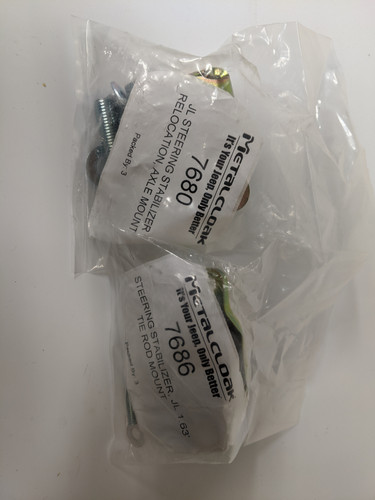 METALCLOAK
It's Your Jeep. Only Better
7680
JL STEERING STABILIZER
RELOCATION, AXLE MOUNT
Packed By: 3
METALCLOAK
It's Your Jeep. Only Better
7686
STEERING STABILIZER, JL 1 63'
TIE ROD MOUNT
Packed By: 3